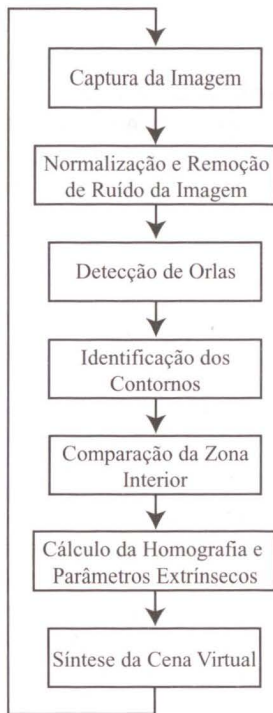 Captura da Imagem
Normalização e Remoção
de Ruído da Imagem
Detecção de Orlas
Identificação dos
Contornos
Comparação da Zona
Interior
Cálculo da Homografia e
Parâmetros Extrínsecos
Síntese da Cena Virtual